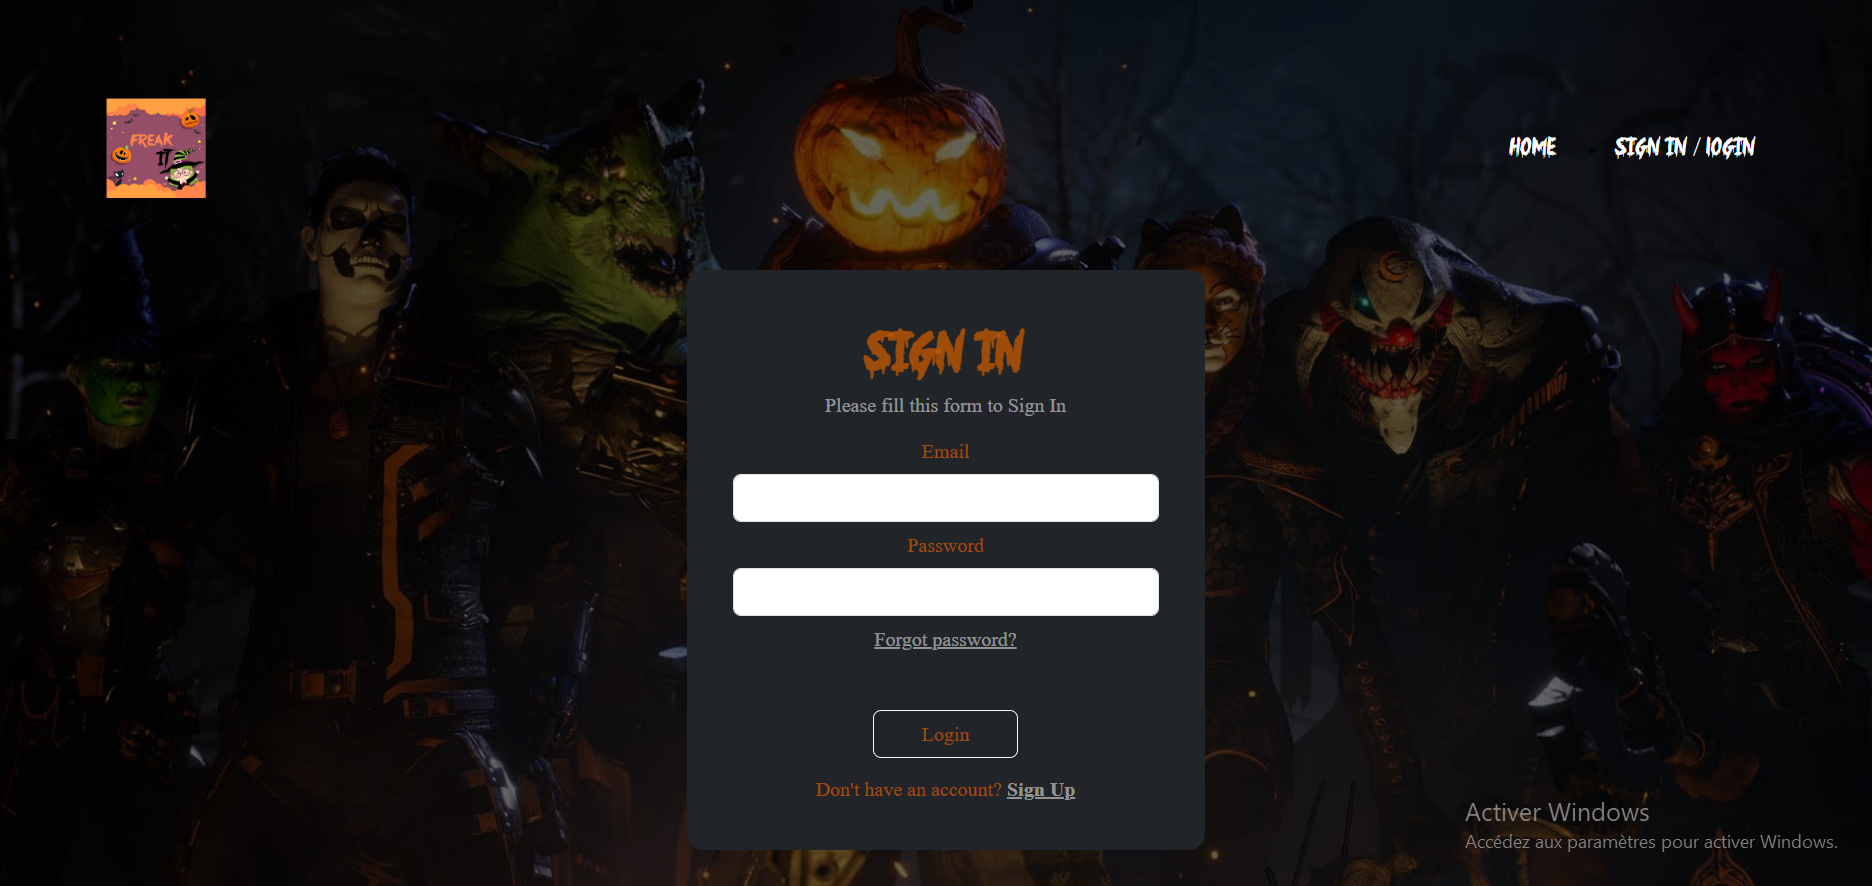 FREAK
IT
HOME
SIGN IN / lOGIN
SIGN IN
Please fill this form to Sign In
Email
Password
Forgot password?
Login
Don't have an account? Sign Up
Activer Windows
Accédez aux paramètres pour activer Windows.